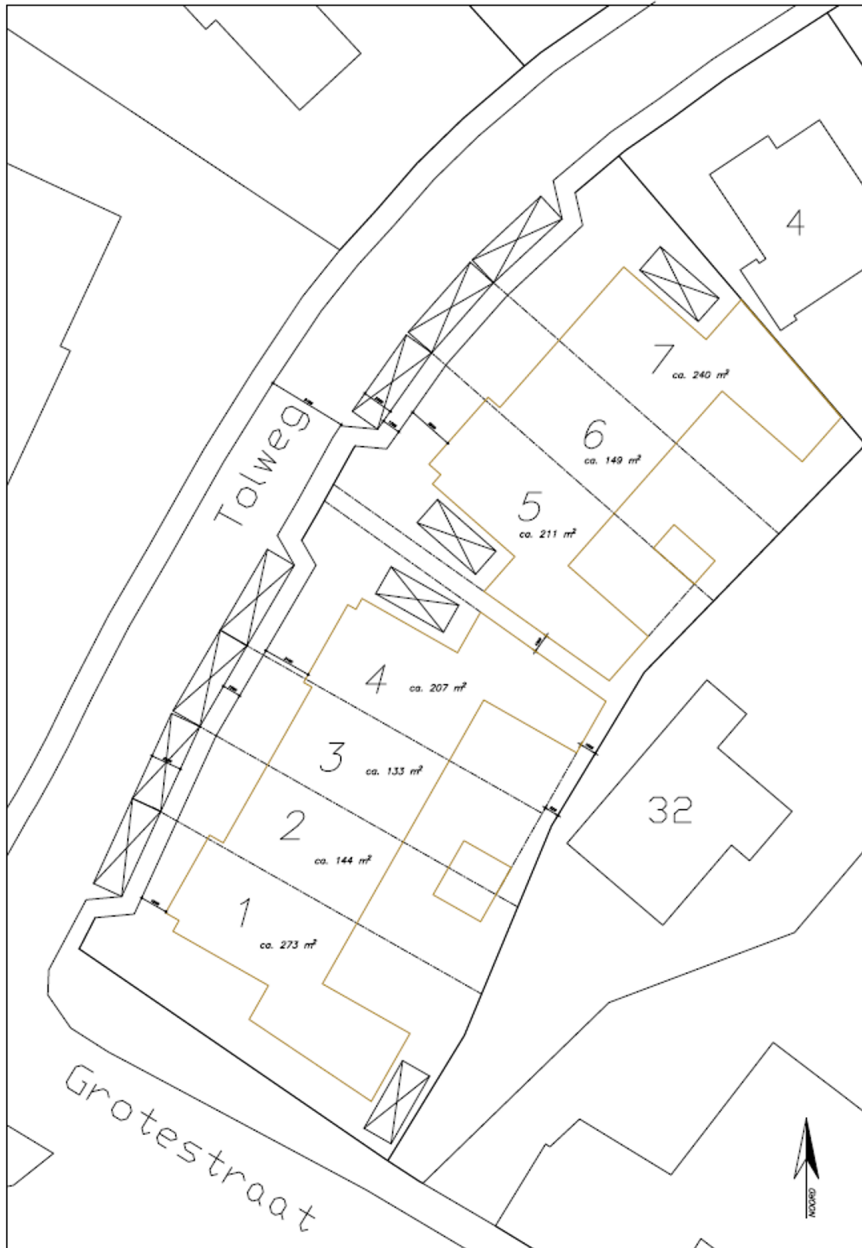 4
7
ca. 240 m²
6
ca. 149 m²
Tolweg
5
ca. 211 m²
4
ca. 207 m²
3
ca. 133 m²
32
2
ca. 144 m²
1
ca. 273 m²
Grotestraat
NOORD